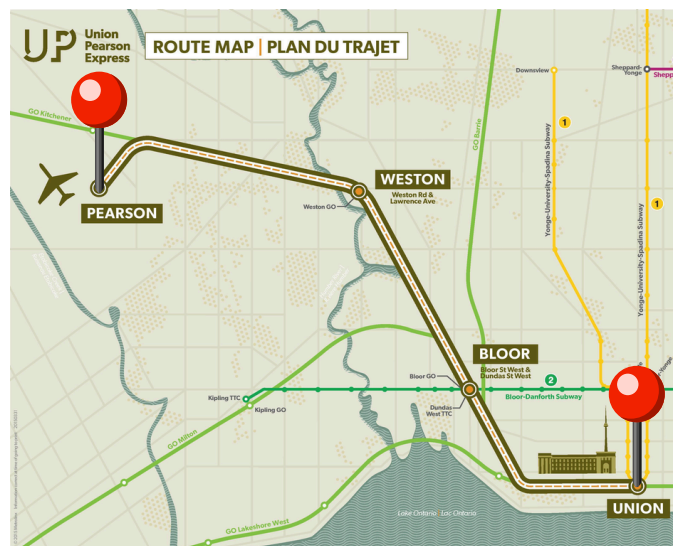 UP
Union
Pearson
Express
ROUTE MAP | PLAN DU TRAJET
Downsview
Sheppard-
Yonge
Shepp
GO Kitchener
1
GO Barrie
Yonge-University-Spadina Subway
WESTON
Weston Rd &
Lawrence Ave
Weston GO
PEARSON
1
Yonge-University-Spadina Subway
BLOOR
Bloor St West &
Dundas St West
Bloor GO
2
Bloor-Danforth Subway
Kipling TTC
Kipling GO
Dundas
West TTC
GO Milton
Lake Ontario | Lac Ontario
UNION
GO Lakeshore West